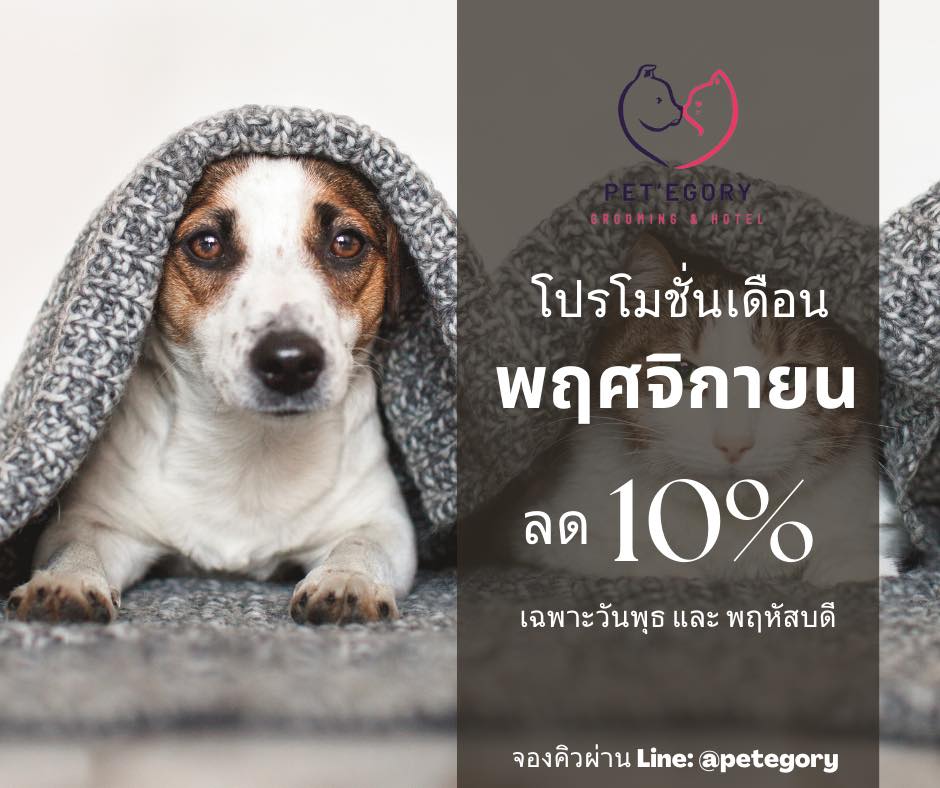 PET'EGORY
GROOMING & HOTEL
โปรโมชั่นเดือน
พฤศจิกายน
ลด 10%
เฉพาะวันพุธ และ พฤหัสบดี
จองคิวผ่าน Line: @petegory